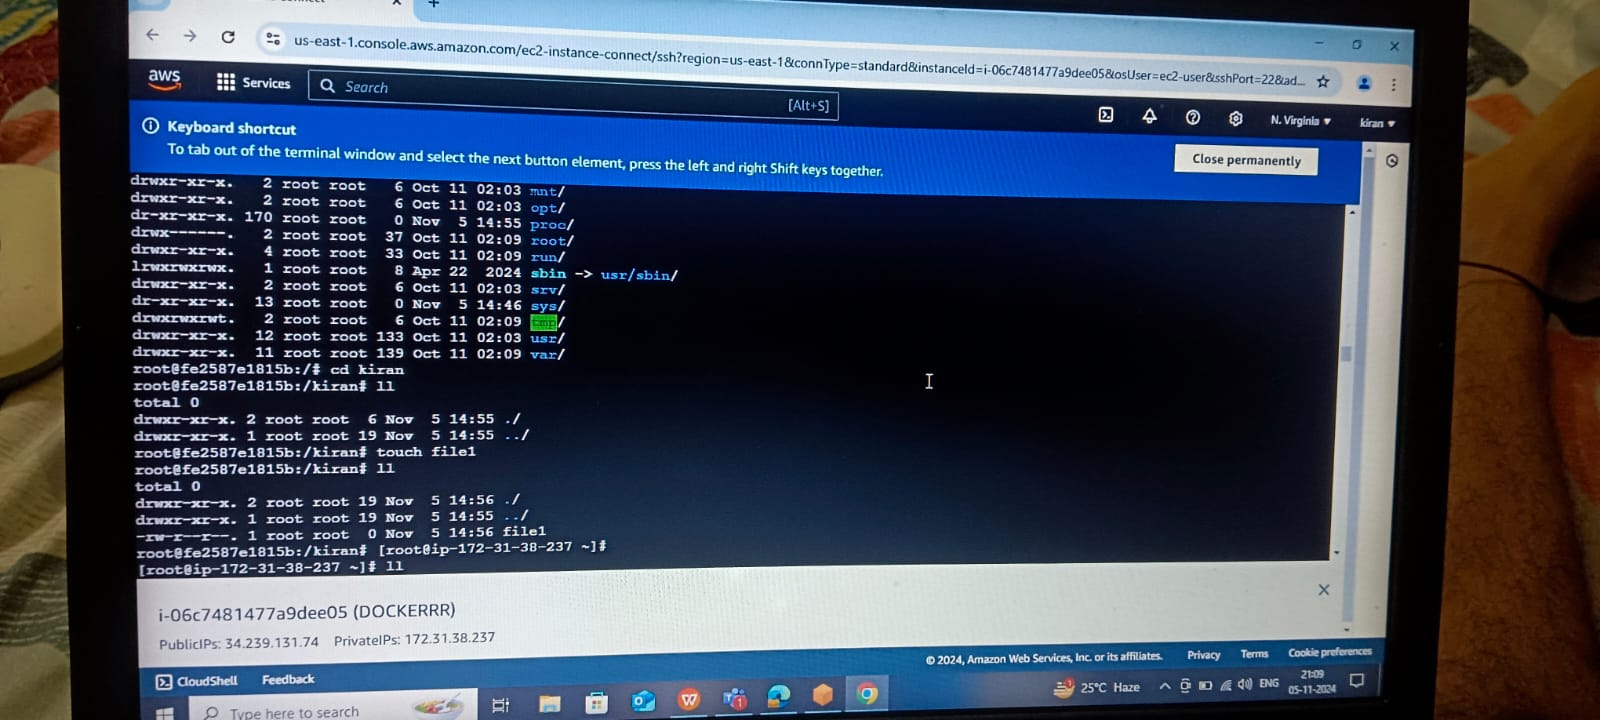 us-east-1.console.aws.amazon.com/ec2-instance-connect/ssh?region=us-east-1&connType=standard&instanceId=i-06c7481477a9dee05&osUser=ec2-user&sshPort=22&ad...
aws Services Search [Alt+S] N. Virginia kiran
Keyboard shortcut
To tab out of the terminal window and select the next button element, press the left and right Shift keys together.
Close permanently
drwxr-xr-x.   2 root root   6 Oct 11 02:03 mnt/
drwxr-xr-x.   2 root root   6 Oct 11 02:03 opt/
dr-xr-xr-x. 170 root root   0 Nov  5 14:55 proc/
drwx------.   2 root root  37 Oct 11 02:09 root/
drwxr-xr-x.   4 root root  33 Oct 11 02:09 run/
lrwxrwxrwx.   1 root root   8 Apr 22  2024 sbin -> usr/sbin/
drwxr-xr-x.   2 root root   6 Oct 11 02:03 srv/
dr-xr-xr-x.  13 root root   0 Nov  5 14:46 sys/
drwxrwxrwt.   2 root root   6 Oct 11 02:09 tmp/
drwxr-xr-x.  12 root root 133 Oct 11 02:03 usr/
drwxr-xr-x.  11 root root 139 Oct 11 02:09 var/
root@fe2587e1815b:/# cd kiran
root@fe2587e1815b:/kiran# ll
total 0
drwxr-xr-x. 2 root root  6 Nov  5 14:55 ./
drwxr-xr-x. 1 root root 19 Nov  5 14:55 ../
root@fe2587e1815b:/kiran# touch file1
root@fe2587e1815b:/kiran# ll
total 0
drwxr-xr-x. 2 root root 19 Nov  5 14:56 ./
drwxr-xr-x. 1 root root 19 Nov  5 14:55 ../
-rw-r--r--. 1 root root  0 Nov  5 14:56 file1
root@fe2587e1815b:/kiran# [root@ip-172-31-38-237 ~]#
[root@ip-172-31-38-237 ~]# ll
i-06c7481477a9dee05 (DOCKERRR)
PublicIPs: 34.239.131.74 PrivateIPs: 172.31.38.237
© 2024, Amazon Web Services, Inc. or its affiliates. Privacy Terms Cookie preferences
CloudShell Feedback
Type here to search
25°C Haze ENG
21:09
05-11-2024